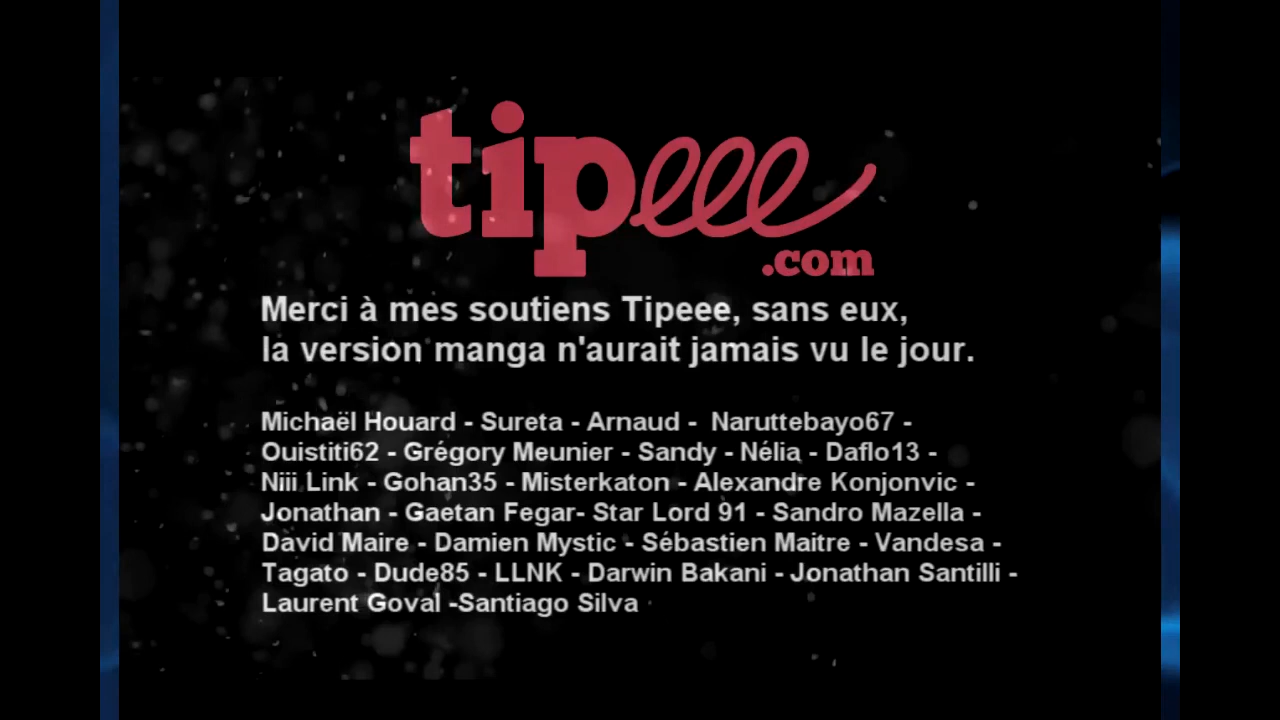 tipeee
.com
Merci à mes soutiens Tipeee, sans eux,
la version manga n'aurait jamais vu le jour.
Michaël Houard - Sureta - Arnaud - Naruttebayo67 -
Ouistiti62 - Grégory Meunier - Sandy - Nélia - Daflo13 -
Niii Link - Gohan35 - Misterkaton - Alexandre Konjonvic -
Jonathan - Gaetan Fegar- Star Lord 91 - Sandro Mazella -
David Maire - Damien Mystic - Sébastien Maitre - Vandesa -
Tagato - Dude85 - LLNK - Darwin Bakani - Jonathan Santilli -
Laurent Goval -Santiago Silva